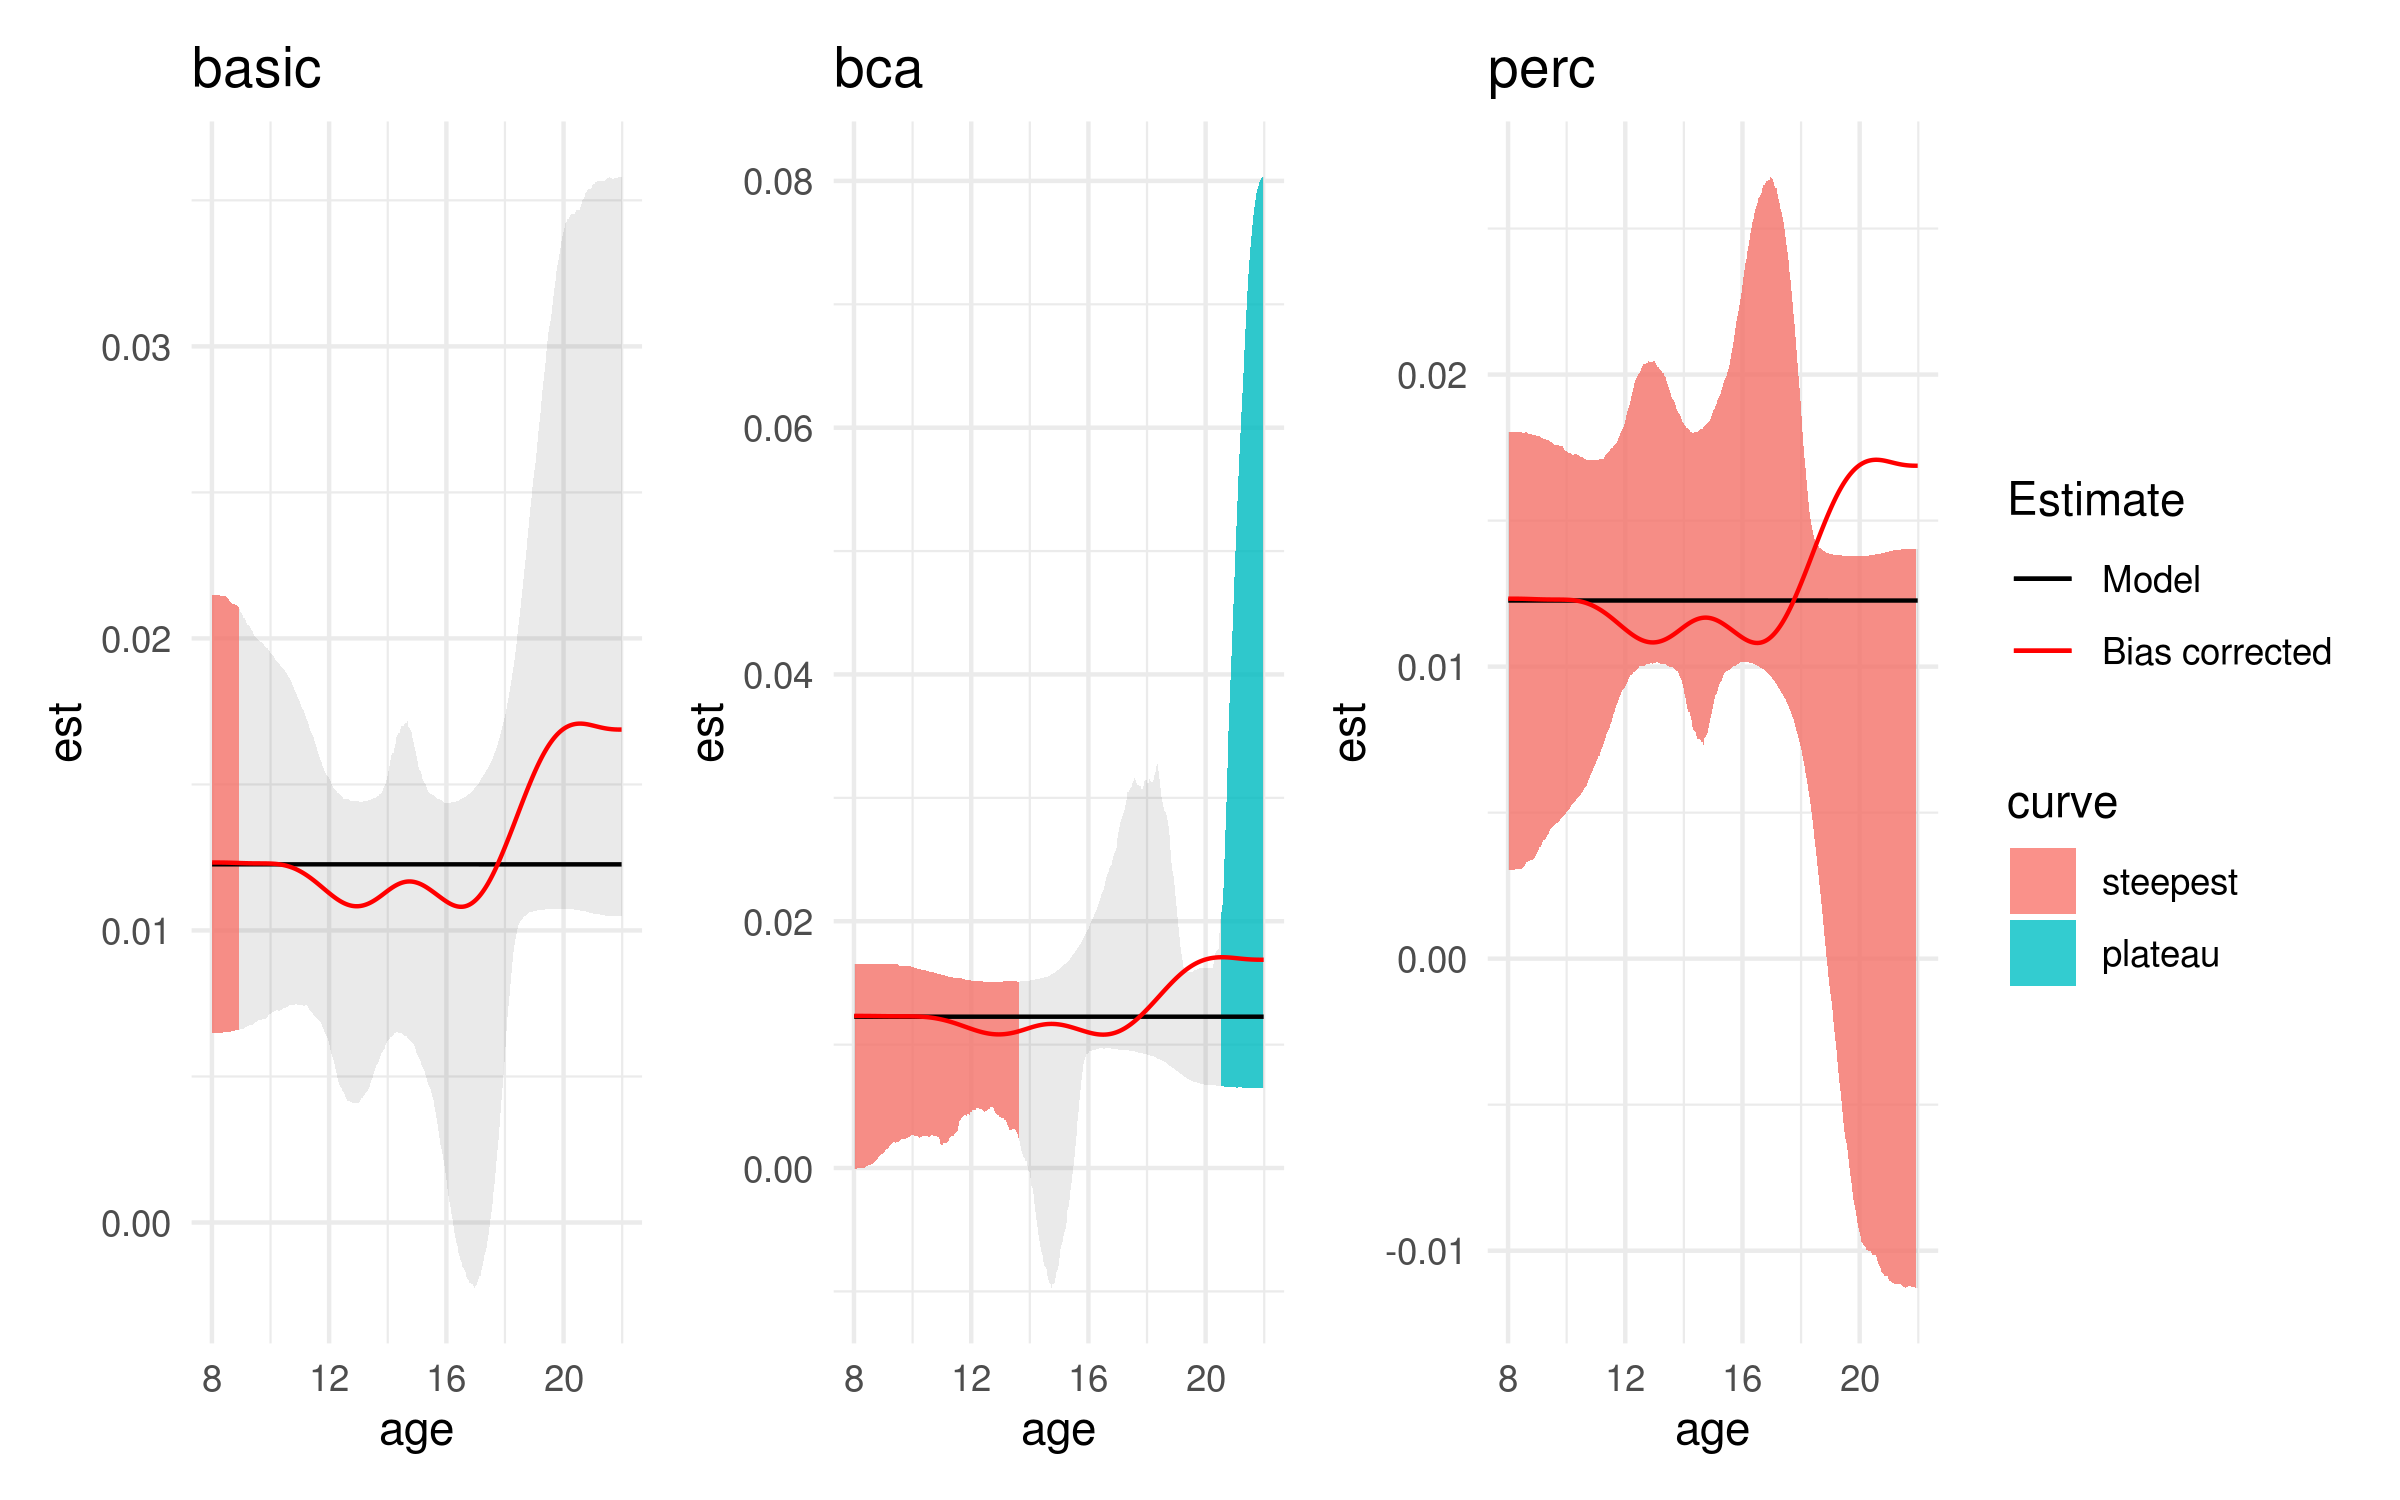 basic
bca
perc
0.03
0.02
0.01
0.00
est
8 12 16 20
age
0.08
0.06
0.04
0.02
0.00
est
8 12 16 20
age
0.02
0.01
0.00
-0.01
est
8 12 16 20
age
Estimate
Model
Bias corrected
curve
steepest
plateau